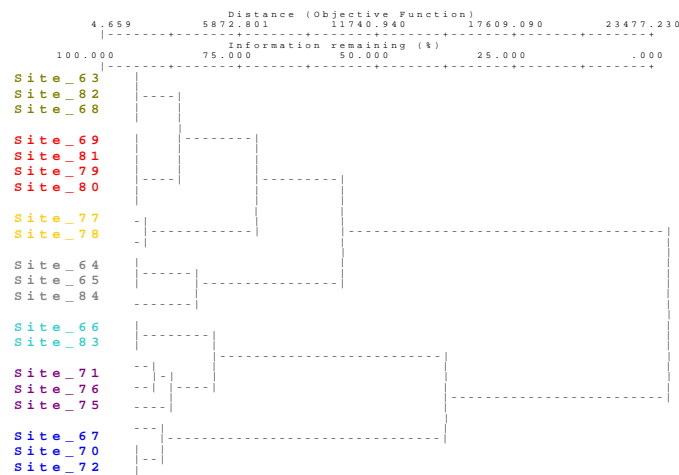 Distance (Objective Function)
4.659 5872.801 11740.940 17609.090 23477.230
Information remaining (%)
100.000 75.000 50.000 25.000 .000
Site_63
Site_82
Site_68
Site_69
Site_81
Site_79
Site_80
Site_77
Site_78
Site_64
Site_65
Site_84
Site_66
Site_83
Site_71
Site_76
Site_75
Site_67
Site_70
Site_72